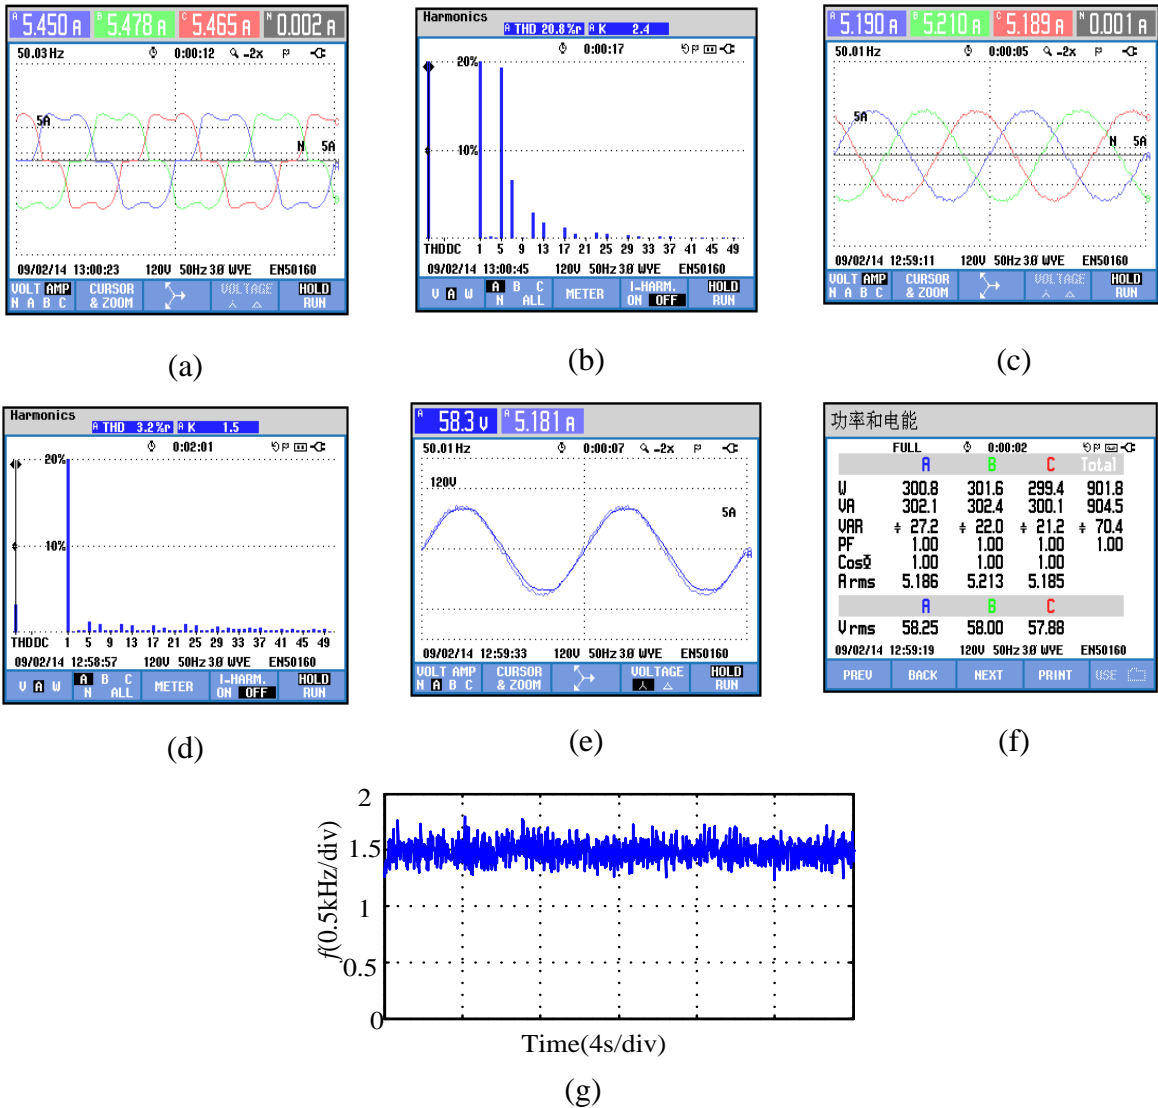 A 5.450 A B 5.478 A C 5.465 A N 0.002 A
50.03 Hz 0:00:12 -2x
5A
N 5A
09/02/14 13:00:23 120V 50Hz 3Ø WYE EN50160
VOLT AMP CURSOR VOLTAGE HOLD
N A B C & ZOOM RUN
(a)
Harmonics
A THD 20.8 %r A K 2.4
0:00:17
20%
10%
THDDC 1 5 9 13 17 21 25 29 33 37 41 45 49
09/02/14 13:00:45 120V 50Hz 3Ø WYE EN50160
V A W A B C METER I-HARM. HOLD
N ALL ON OFF RUN
(b)
A 5.190 A B 5.210 A C 5.189 A N 0.001 A
50.01 Hz 0:00:05 -2x
5A
N 5A
09/02/14 12:59:11 120V 50Hz 3Ø WYE EN50160
VOLT AMP CURSOR VOLTAGE HOLD
N A B C & ZOOM RUN
(c)
Harmonics
A THD 3.2 %r A K 1.5
0:02:01
20%
10%
THDDC 1 5 9 13 17 21 25 29 33 37 41 45 49
09/02/14 12:58:57 120V 50Hz 3Ø WYE EN50160
V A W A B C METER I-HARM. HOLD
N ALL ON OFF RUN
(d)
A 58.3 V A 5.181 A
50.01 Hz 0:00:07 -2x
120V
5A
09/02/14 12:59:33 120V 50Hz 3Ø WYE EN50160
VOLT AMP CURSOR VOLTAGE HOLD
N A B C & ZOOM RUN
(e)
功率和电能
FULL 0:00:02
A B C Total
W 300.8 301.6 299.4 901.8
VA 302.1 302.4 300.1 904.5
VAR 27.2 22.0 21.2 70.4
PF 1.00 1.00 1.00 1.00
CosΦ 1.00 1.00 1.00
A rms 5.186 5.213 5.185
A B C
V rms 58.25 58.00 57.88
09/02/14 12:59:19 120V 50Hz 3Ø WYE EN50160
PREV BACK NEXT PRINT USE
(f)
2
1.5
1
0.5
0
f(0.5kHz/div)
Time(4s/div)
(g)